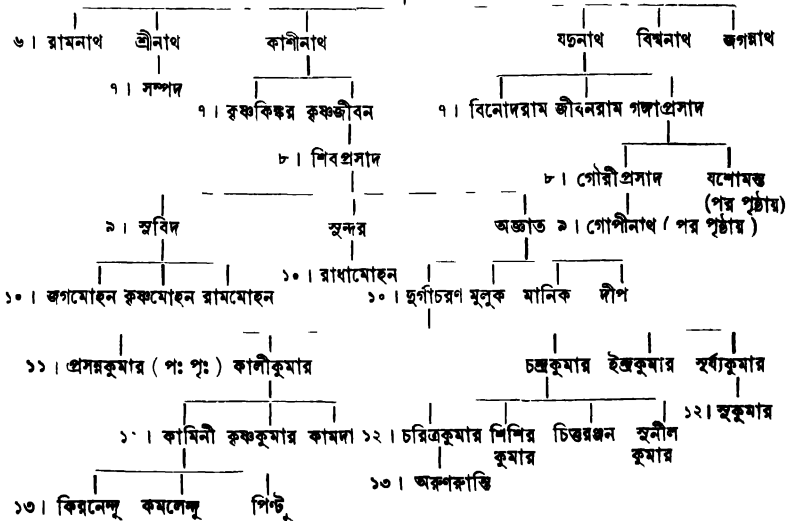 ৬। রামনাথ শ্রীনাথ কাশীনাথ যদুনাথ বিশ্বনাথ জগন্নাথ
৭। সম্পদ
৭। কৃষ্ণকিঙ্কর কৃষ্ণজীবন ৭। বিনোদরাম জীবনরাম গঙ্গাপ্রসাদ
৮। শিবপ্রসাদ
৮। গৌরীপ্রসাদ যশোমন্ত
(পর পৃষ্ঠায়)
৯। সুবিদ সুন্দর অজ্ঞাত ৯। গোপীনাথ ( পর পৃষ্ঠায় )
১০। রাধামোহন
১০। জগমোহন কৃষ্ণমোহন রামমোহন ১০। দুর্গাচরণ মুলুক মানিক দীপ
১১। প্রসন্নকুমার ( পঃ পৃঃ ) কালীকুমার চন্দ্রকুমার ইন্দ্রকুমার সূর্য্যকুমার
১২। সুকুমার
১২। কামিনী কৃষ্ণকুমার কামদা ১২। চরিত্রকুমার শিশির চিত্তরঞ্জন সুনীল
কুমার কুমার
১৩। অরুণকান্তি
১৩। কিরনেন্দু কমলেন্দু পিণ্টু